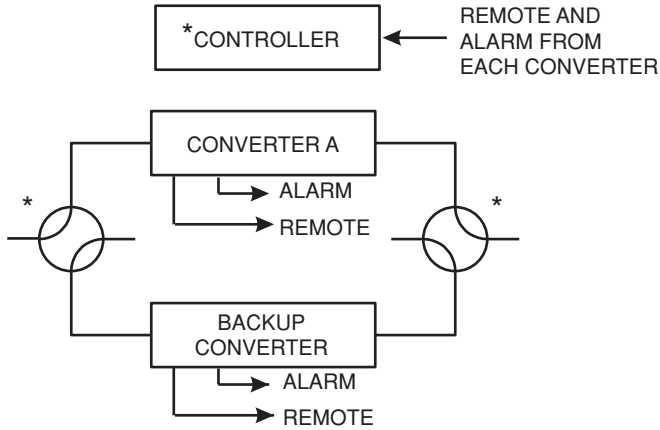 *CONTROLLER
REMOTE AND
ALARM FROM
EACH CONVERTER
CONVERTER A
ALARM
REMOTE
*
*
BACKUP
CONVERTER
ALARM
REMOTE